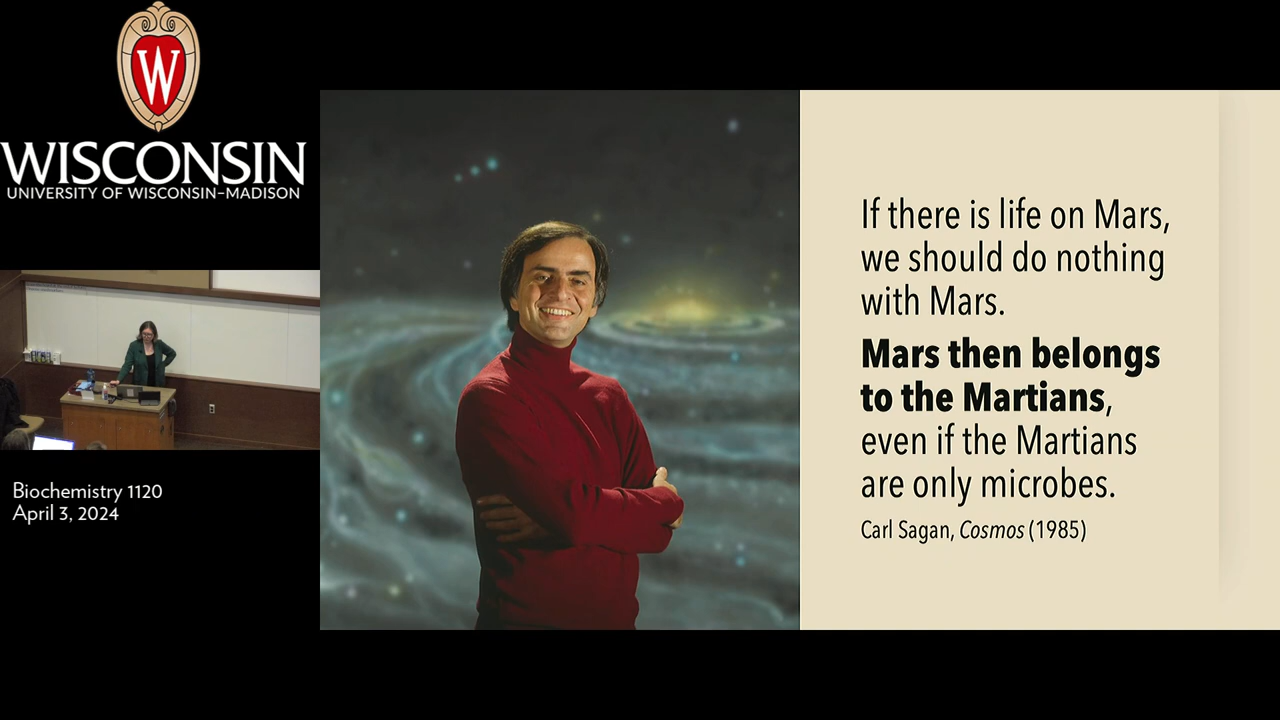 W
WISCONSIN
UNIVERSITY OF WISCONSIN–MADISON
Biochemistry 1120
April 3, 2024
If there is life on Mars,
we should do nothing
with Mars.
Mars then belongs
to the Martians,
even if the Martians
are only microbes.
Carl Sagan, Cosmos (1985)